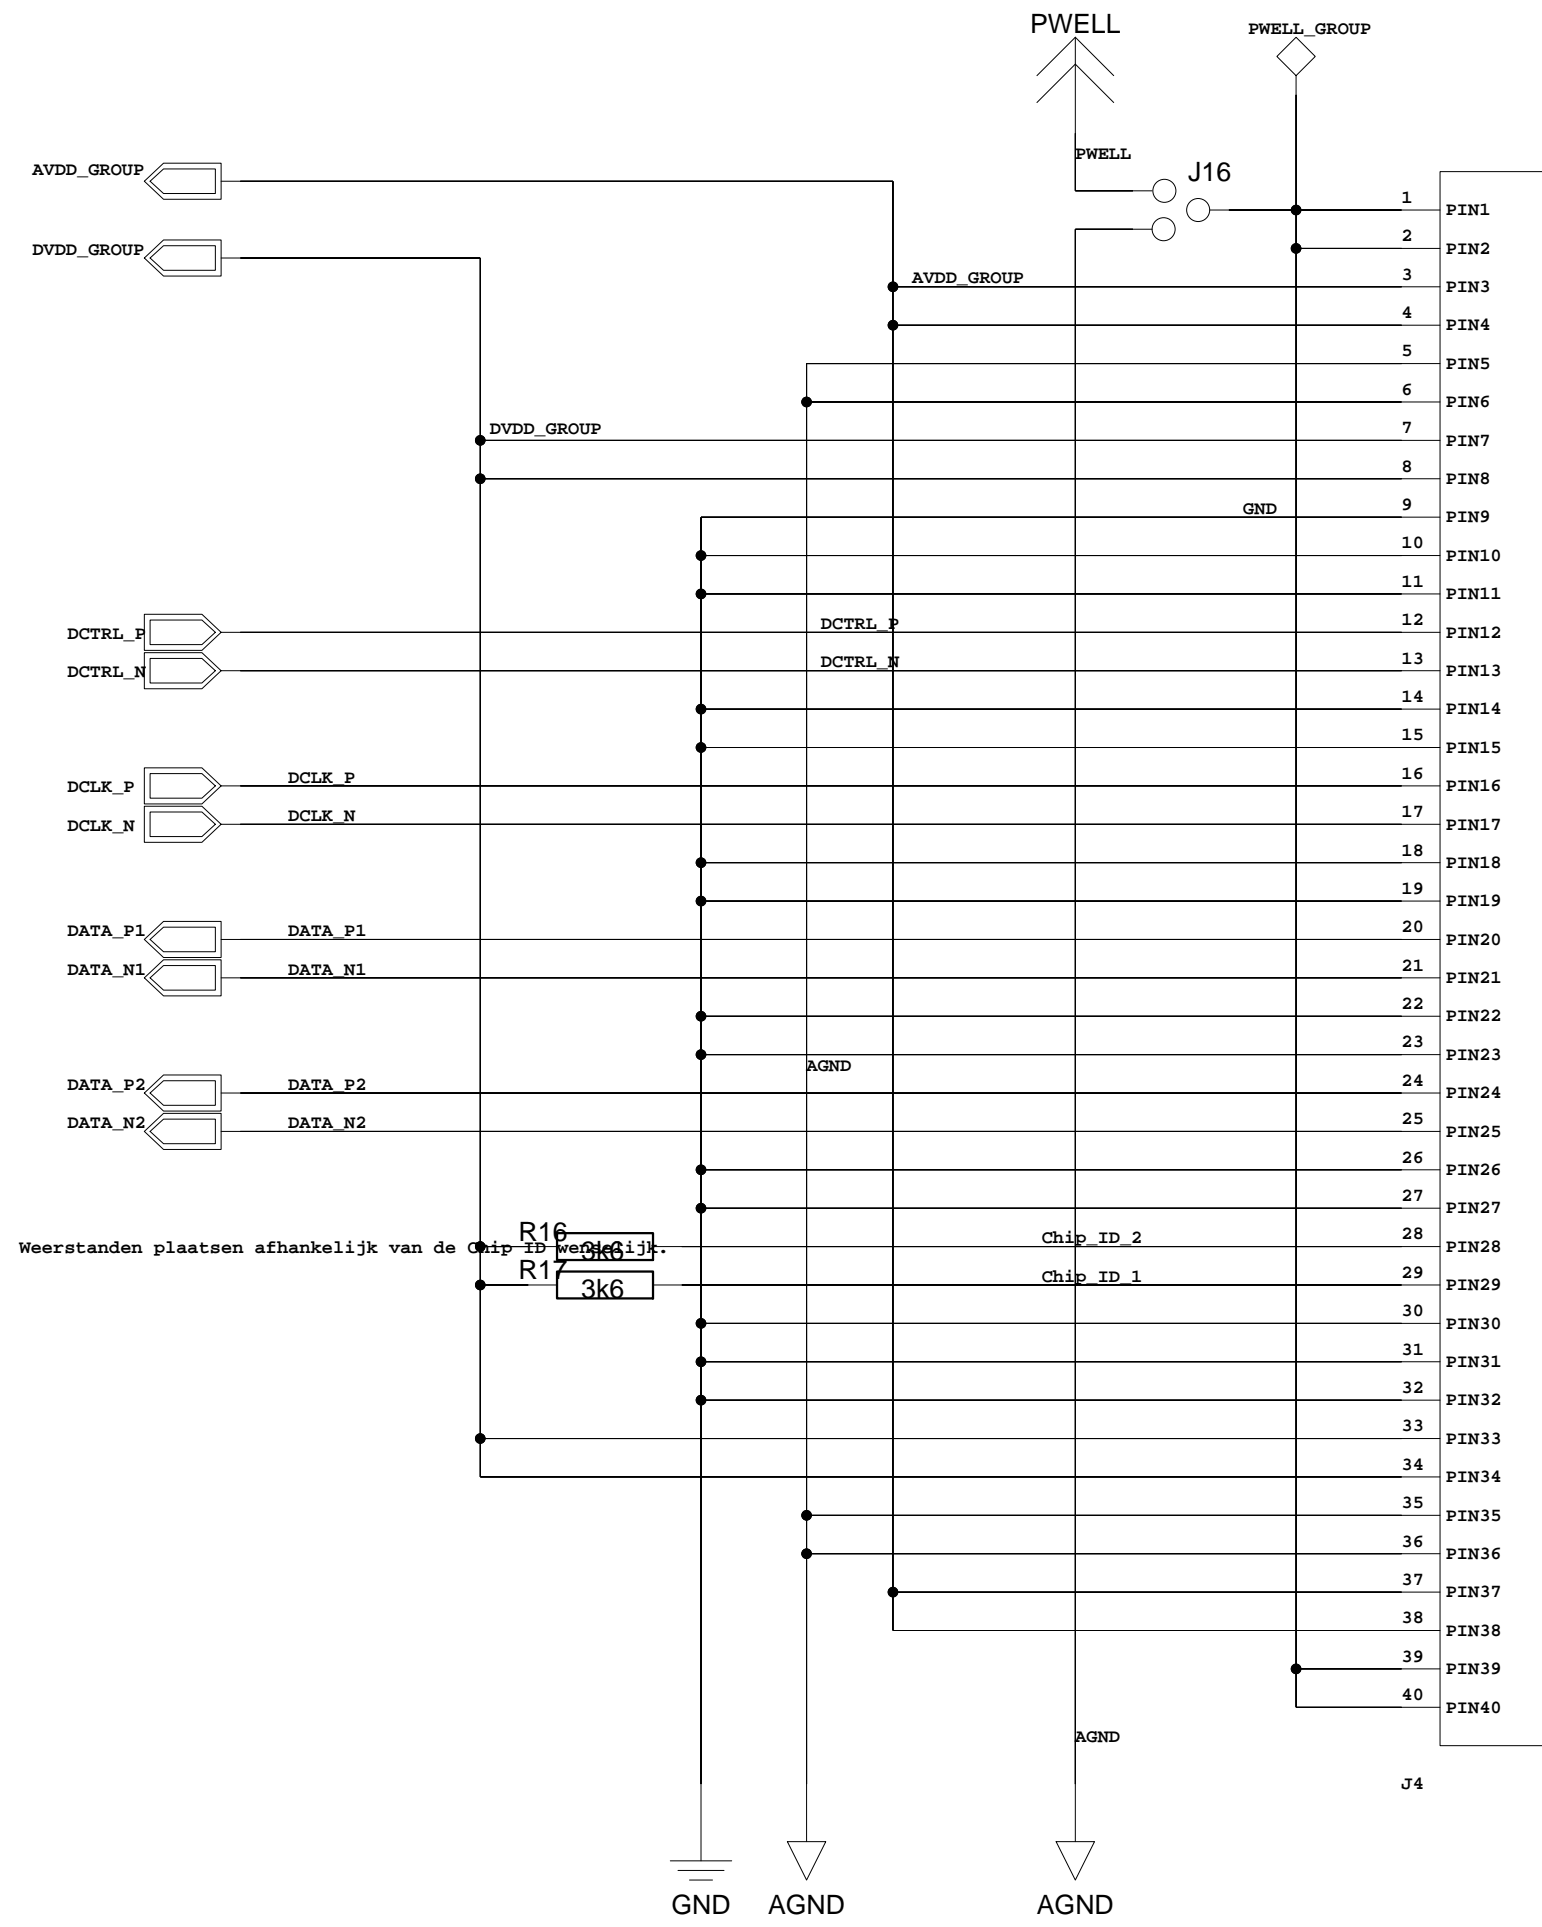 PWELL
PWELL_GROUP
PWELL
J16
AVDD_GROUP
DVDD_GROUP
1 PIN1
2 PIN2
AVDD_GROUP 3 PIN3
4 PIN4
5 PIN5
6 PIN6
DVDD_GROUP 7 PIN7
8 PIN8
GND 9 PIN9
10 PIN10
11 PIN11
DCTRL_P DCTRL_P 12 PIN12
DCTRL_N DCTRL_N 13 PIN13
14 PIN14
15 PIN15
DCLK_P DCLK_P 16 PIN16
DCLK_N DCLK_N 17 PIN17
18 PIN18
19 PIN19
DATA_P1 DATA_P1 20 PIN20
DATA_N1 DATA_N1 21 PIN21
22 PIN22
23 PIN23
AGND
DATA_P2 DATA_P2 24 PIN24
DATA_N2 DATA_N2 25 PIN25
26 PIN26
27 PIN27
R16 3k6 Chip_ID_2 28 PIN28
Weerstanden plaatsen afhankelijk van de Chip ID wenselijk.
R17 3k6 Chip_ID_1 29 PIN29
30 PIN30
31 PIN31
32 PIN32
33 PIN33
34 PIN34
35 PIN35
36 PIN36
37 PIN37
38 PIN38
39 PIN39
40 PIN40
AGND
J4
GND AGND AGND